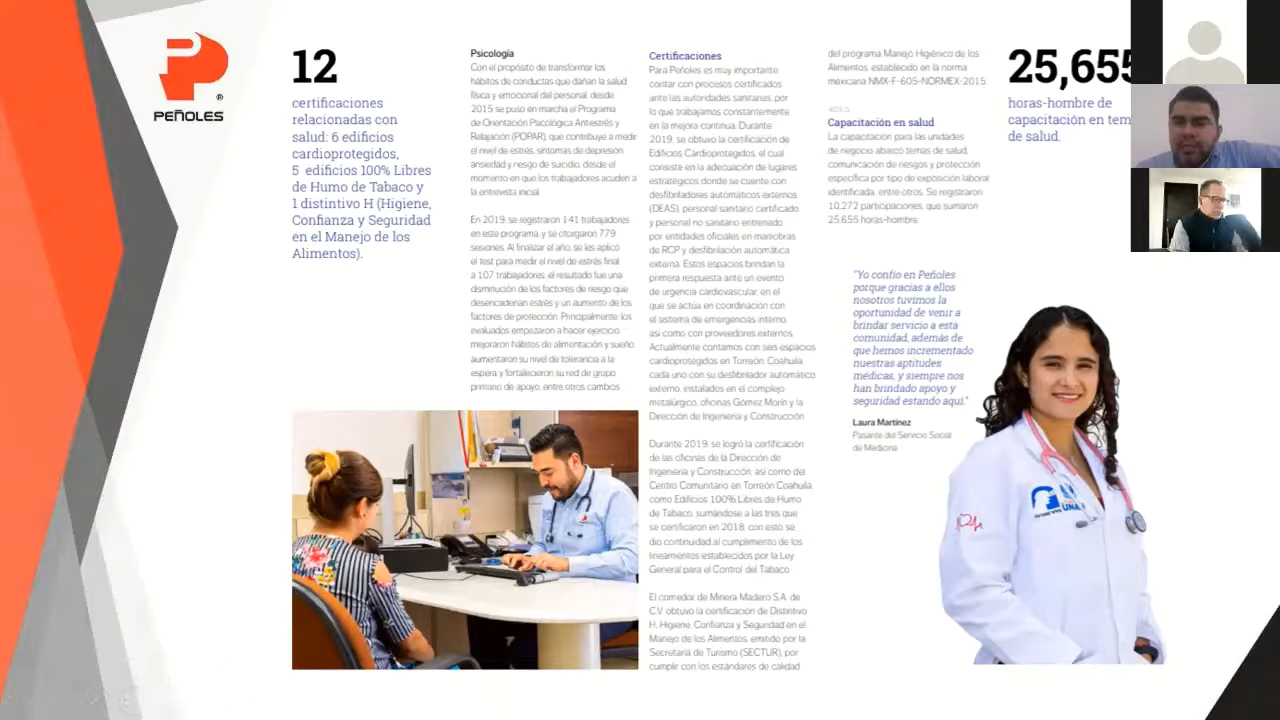 PEÑOLES
®
12
certificaciones
relacionadas con
salud: 6 edificios
cardioprotegidos,
5 edificios 100% Libres
de Humo de Tabaco y
1 distintivo H (Higiene,
Confianza y Seguridad
en el Manejo de los
Alimentos).
Psicología
Con el propósito de transformar los
hábitos de conductas que dañan la salud
física y emocional del personal, desde
2015 se puso en marcha el Programa
de Orientación Psicológica Antiestrés y
Relajación (POPAR), que contribuye a medir
el nivel de estrés, síntomas de depresión,
ansiedad y riesgo de suicidio, desde el
momento en que los trabajadores acuden a
la entrevista inicial.
En 2019, se registraron 141 trabajadores
en este programa, y se otorgaron 779
sesiones. Al finalizar el año, se les aplicó
el test para medir el nivel de estrés final
a 107 trabajadores; el resultado fue una
disminución de los factores de riesgo que
desencadenan estrés y un aumento de los
factores de protección. Principalmente, los
evaluados empezaron a hacer ejercicio,
mejoraron hábitos de alimentación y sueño,
aumentaron su nivel de tolerancia a la
espera y fortalecieron su red de grupo
primario de apoyo, entre otros cambios.
Certificaciones
Para Peñoles es muy importante
contar con procesos certificados
ante las autoridades sanitarias, por
lo que trabajamos constantemente
en la mejora continua. Durante
2019, se obtuvo la certificación de
Edificios Cardioprotegidos, el cual
consiste en la adecuación de lugares
estratégicos donde se cuente con
desfibriladores automáticos externos
(DEAS), personal sanitario certificado
y personal no sanitario entrenado
por entidades oficiales en maniobras
de RCP y desfibrilación automática
externa. Estos espacios brindan la
primera respuesta ante un evento
de urgencia cardiovascular, en el
que se actúa en coordinación con
el sistema de emergencias interno,
así como con proveedores externos.
Actualmente contamos con seis espacios
cardioprotegidos en Torreón, Coahuila,
cada uno con su desfibrilador automático
externo, instalados en el complejo
metalúrgico, oficinas Gómez Morín y la
Dirección de Ingeniería y Construcción.
Durante 2019, se logró la certificación
de las oficinas de la Dirección de
Ingeniería y Construcción, así como del
Centro Comunitario en Torreón Coahuila
como Edificios 100% Libres de Humo
de Tabaco, sumándose a las tres que
se certificaron en 2018, con esto se
dio continuidad al cumplimiento de los
lineamientos establecidos por la Ley
General para el Control del Tabaco.
El comedor de Minera Madero S.A. de
C.V. obtuvo la certificación de Distintivo
H, Higiene, Confianza y Seguridad en el
Manejo de los Alimentos, emitido por la
Secretaría de Turismo (SECTUR), por
cumplir con los estándares de calidad
del programa Manejo Higiénico de los
Alimentos, establecido en la norma
mexicana NMX-F-605-NORMEX-2015.
Capacitación en salud
La capacitación para las unidades
de negocio abarcó temas de salud,
comunicación de riesgos y protección
específica por tipo de exposición laboral
identificada, entre otros. Se registraron
10,272 participaciones, que sumaron
25,655 horas-hombre.
25,655
horas-hombre de
capacitación en tem
de salud.
"Yo confío en Peñoles
porque gracias a ellos
nosotros tuvimos la
oportunidad de venir a
brindar servicio a esta
comunidad, además de
que hemos incrementado
nuestras aptitudes
médicas, y siempre nos
han brindado apoyo y
seguridad estando aquí."
Laura Martínez
Pasante del Servicio Social
de Medicina